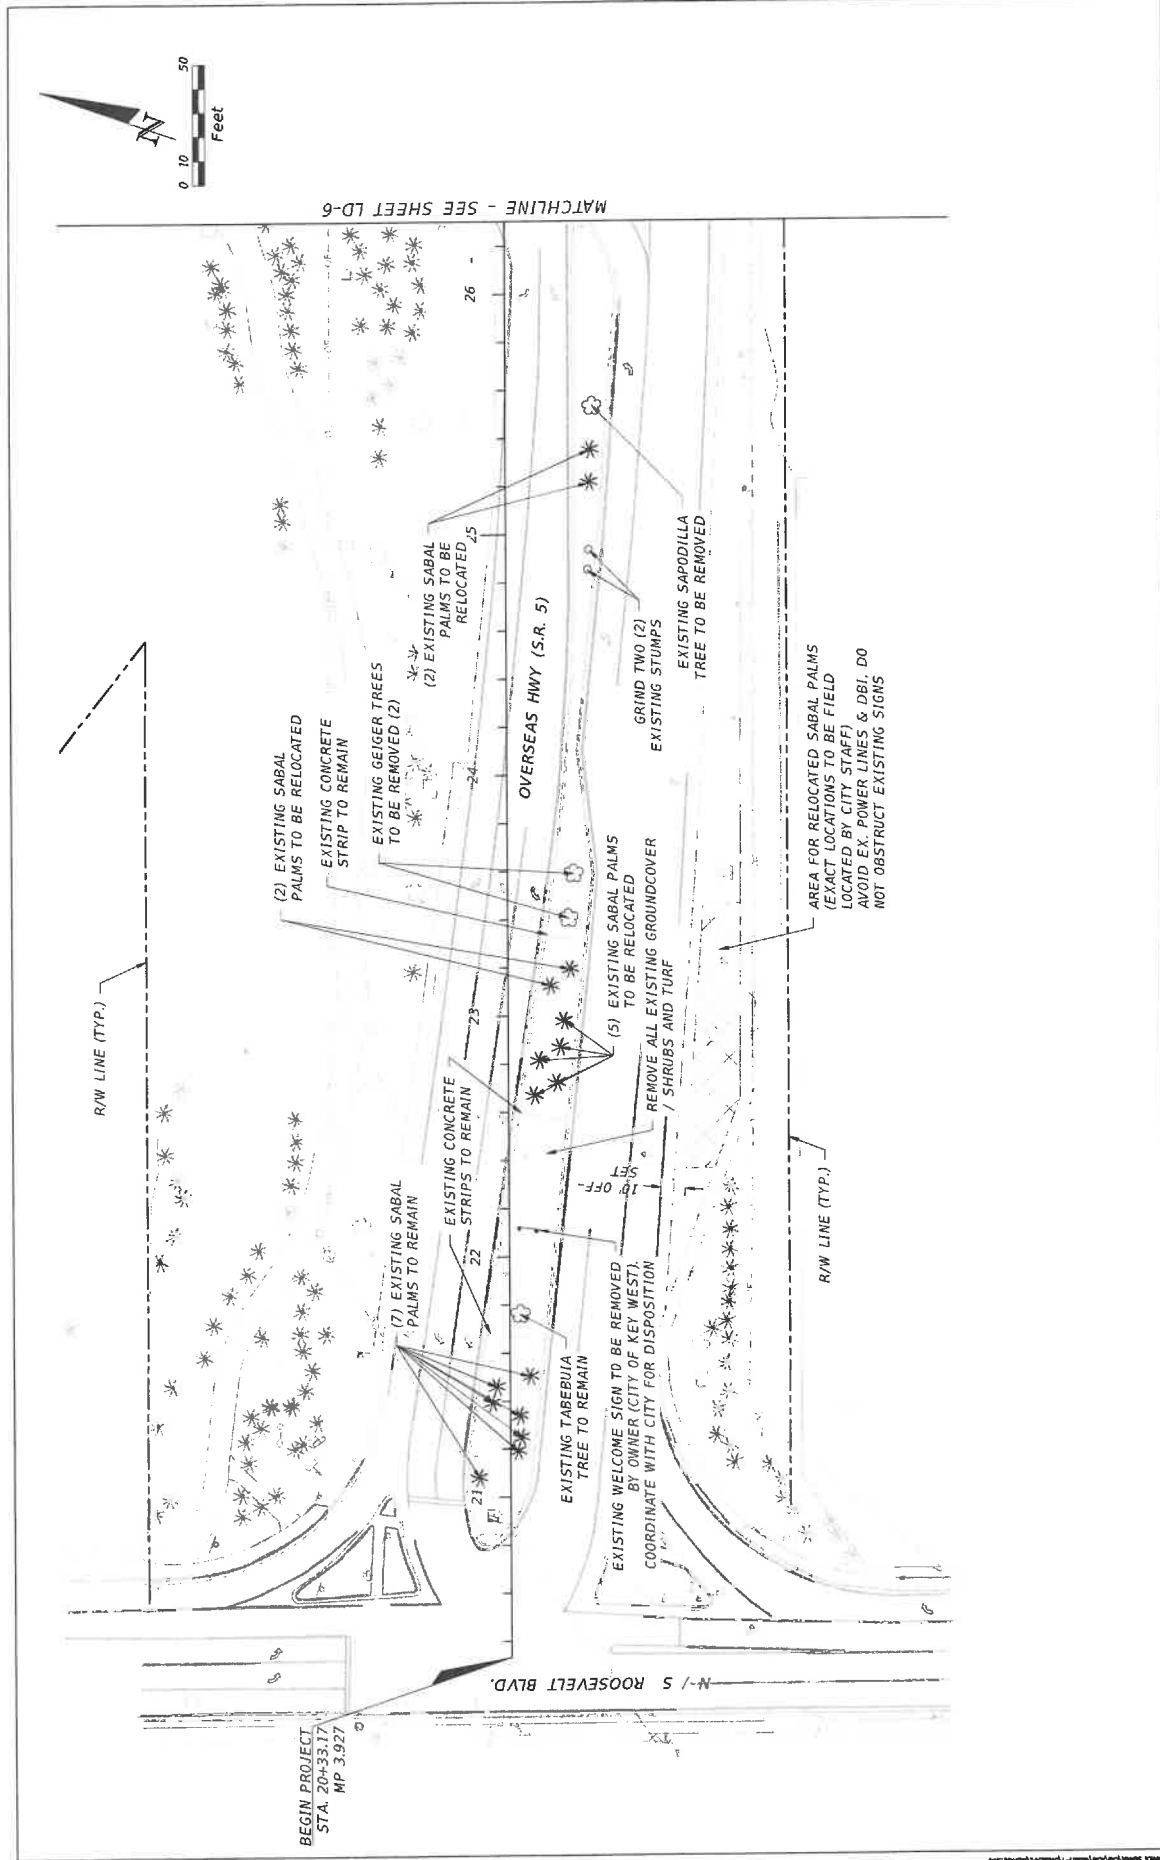 BEGIN PROJECT
STA. 20+33.17
MP 3.927
N-/ S ROOSEVELT BLVD.
R/W LINE (TYP.)
(7) EXISTING SABAL
PALMS TO REMAIN
EXISTING CONCRETE
STRIPS TO REMAIN
(2) EXISTING SABAL
PALMS TO BE RELOCATED
EXISTING CONCRETE
STRIP TO REMAIN
EXISTING GEIGER TREES
TO BE REMOVED (2)
(2) EXISTING SABAL
PALMS TO BE
RELOCATED
21
22
23
24
25
26
OVERSEAS HWY (S.R. 5)
EXISTING TABEBUIA
TREE TO REMAIN
EXISTING WELCOME SIGN TO BE REMOVED
BY OWNER (CITY OF KEY WEST).
COORDINATE WITH CITY FOR DISPOSITION
10' OFF-
SET
(5) EXISTING SABAL PALMS
TO BE RELOCATED
REMOVE ALL EXISTING GROUNDCOVER
/ SHRUBS AND TURF
GRIND TWO (2)
EXISTING STUMPS
EXISTING SAPODILLA
TREE TO BE REMOVED
R/W LINE (TYP.)
AREA FOR RELOCATED SABAL PALMS
(EXACT LOCATIONS TO BE FIELD
LOCATED BY CITY STAFF)
AVOID EX. POWER LINES & DBI. DO
NOT OBSTRUCT EXISTING SIGNS
MATCHLINE - SEE SHEET LD-6
N
0 10 50
Feet